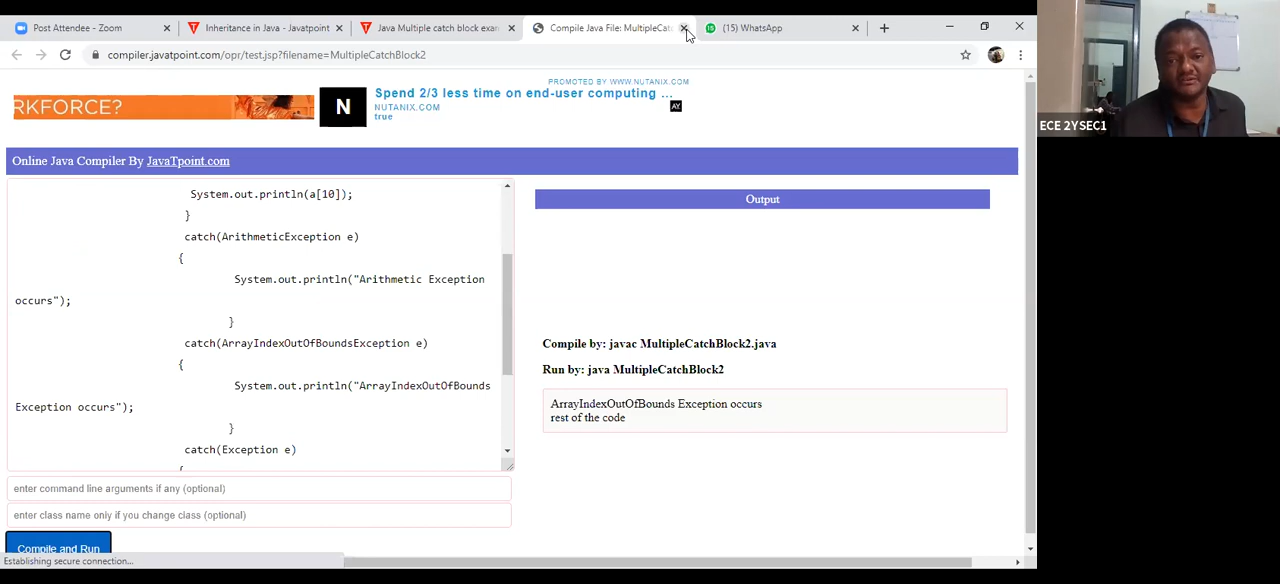 Post Attendee - Zoom
Inheritance in Java - Javatpoint
Java Multiple catch block exan
Compile Java File: MultipleCatc
(15) WhatsApp
compiler.javatpoint.com/opr/test.jsp?filename=MultipleCatchBlock2
PROMOTED BY WWW.NUTANIX.COM
RKFORCE?
N
Spend 2/3 less time on end-user computing ...
NUTANIX.COM
true
AY
ECE 2YSEC1
Online Java Compiler By JavaTpoint.com
System.out.println(a[10]);
}
catch(ArithmeticException e)
{
System.out.println("Arithmetic Exception
occurs");
}
catch(ArrayIndexOutOfBoundsException e)
{
System.out.println("ArrayIndexOutOfBounds
Exception occurs");
}
catch(Exception e)
{
Output
Compile by: javac MultipleCatchBlock2.java
Run by: java MultipleCatchBlock2
ArrayIndexOutOfBounds Exception occurs
rest of the code
enter command line arguments if any (optional)
enter class name onliy if you change class (optional)
Compile and Run
Establishing secure connection...